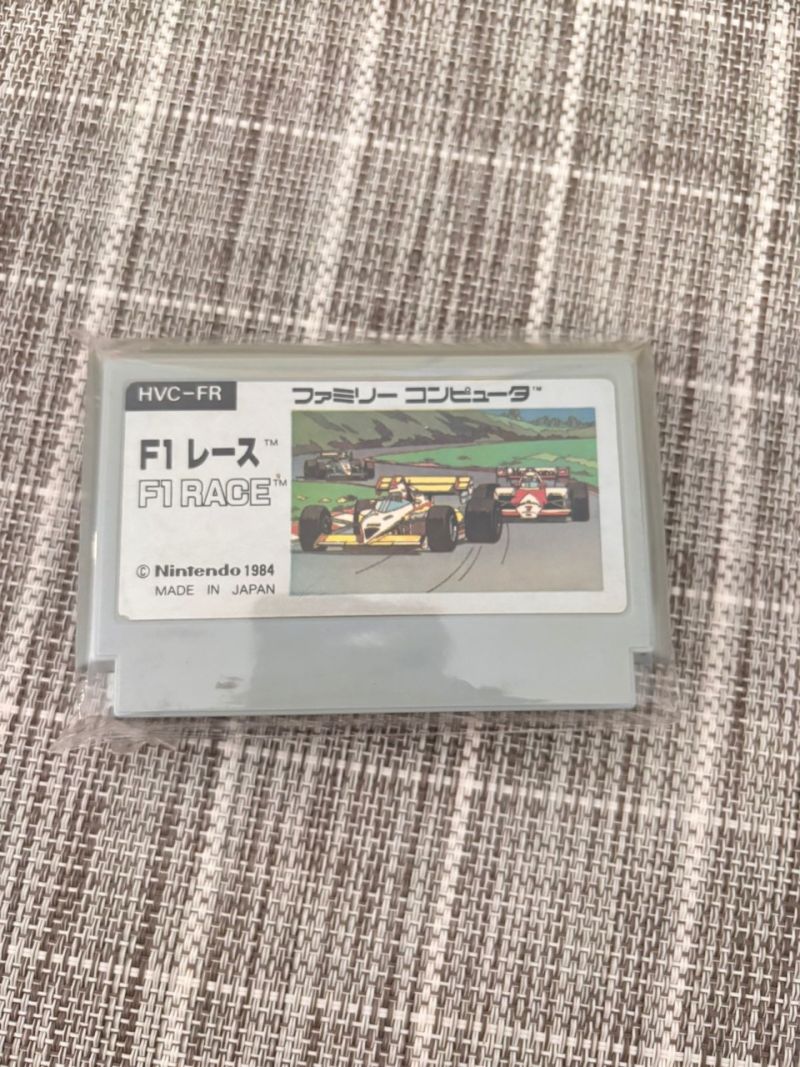 HVC-FR
ファミリー コンピュータ™
F1 レース™
F1 RACE™
© Nintendo 1984
MADE IN JAPAN